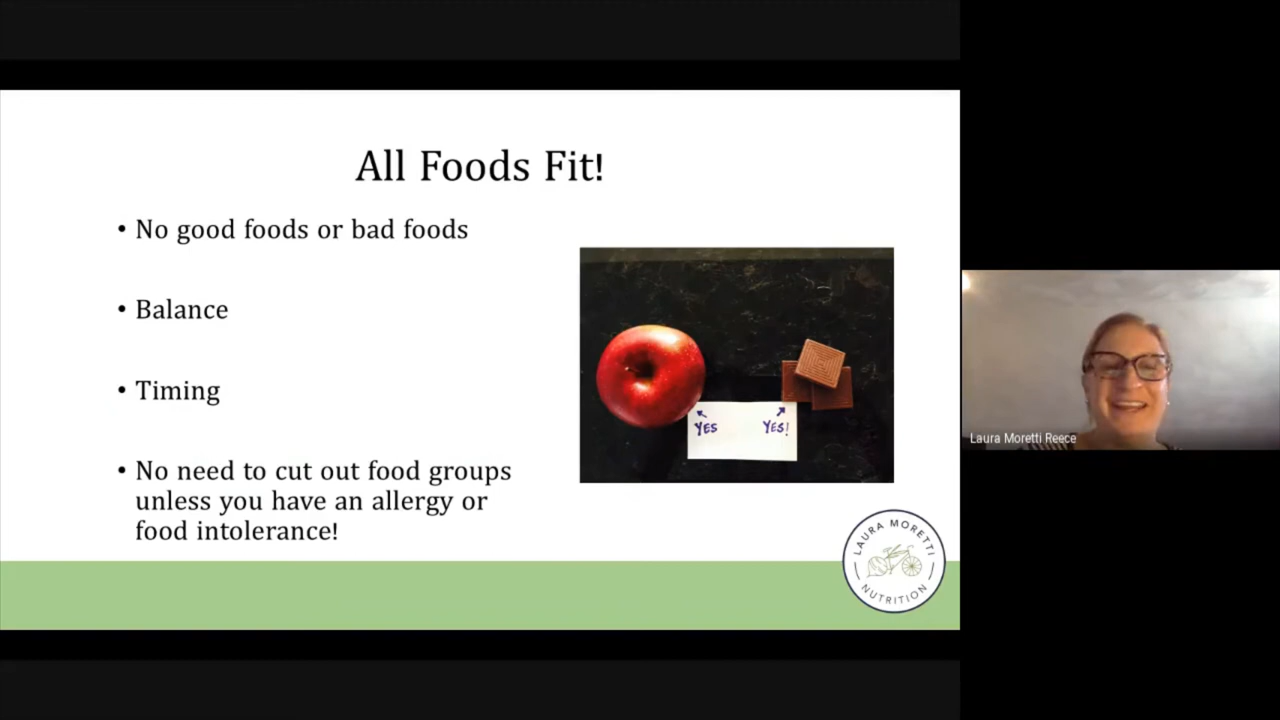 All Foods Fit!
• No good foods or bad foods
• Balance
• Timing
• No need to cut out food groups
unless you have an allergy or
food intolerance!
YES YES!
LAURA MORETTI
NUTRITION
Laura Moretti Reece